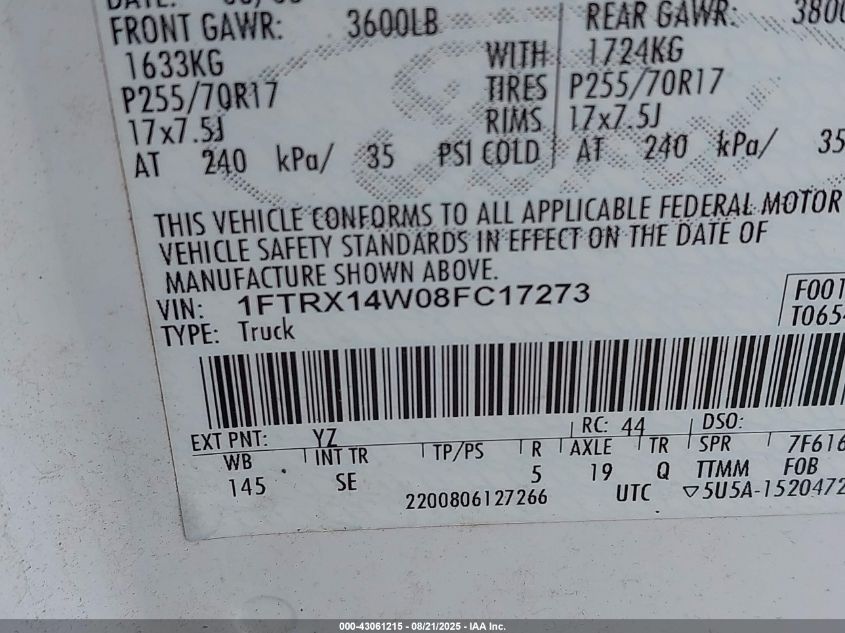 FRONT GAWR: 3600LB REAR GAWR:
1633KG WITH 1724KG
P255/70R17 TIRES P255/70R17
17x7.5J RIMS 17x7.5J
AT 240 kPa/ 35 PSI COLD AT 240 kPa/ 35
THIS VEHICLE CONFORMS TO ALL APPLICABLE FEDERAL MOTOR
VEHICLE SAFETY STANDARDS IN EFFECT ON THE DATE OF
MANUFACTURE SHOWN ABOVE.
VIN: 1FTRX14W08FC17273
TYPE: Truck
EXT PNT: YZ RC: 44 DSO:
WB INT TR TP/PS R AXLE TR SPR
145 SE 5 19 Q TTMM FOB
2200806127266 UTC ▽5U5A-1520472
000-43061215 - 08/21/2025 - IAA Inc.